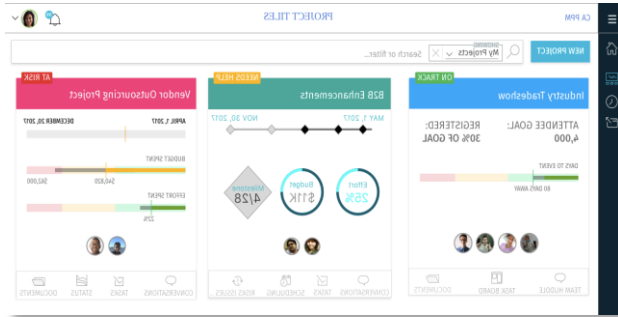 CA PPM
PROJECT TILES
NEW PROJECT
SHOWING
My Projects
Search or filter...
ON TRACK
Industry Tradeshow
ATTENDEE GOAL:
4,000
REGISTERED:
30% OF GOAL
DAYS TO EVENT
80 DAYS AWAY
TEAM HUDDLE
TASK BOARD
DOCUMENTS
NEEDS HELP
B2B Enhancements
MAY 1, 2017
NOV 30, 2017
Effort
25%
Budget
$11K
Milestone
4/28
CONVERSATIONS
TASKS
SCHEDULING
RISKS ISSUES
AT RISK
Vendor Outsourcing Project
APRIL 1, 2017
DECEMBER 20, 2017
BUDGET SPENT
$40,820
$62,000
EFFORT SPENT
22%
CONVERSATIONS
TASKS
STATUS
DOCUMENTS